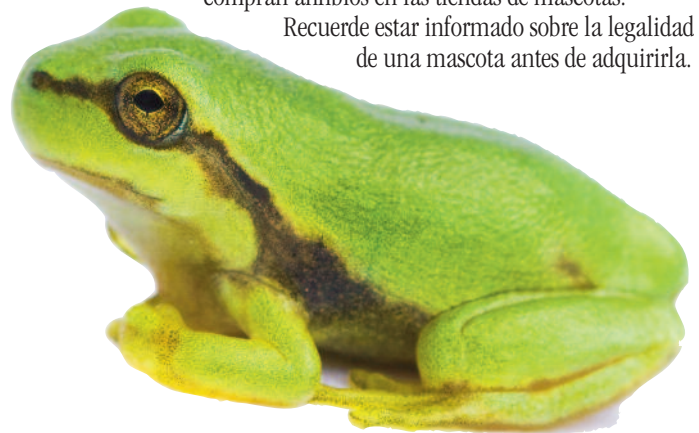 compran anfibios en las tiendas de mascotas.
Recuerde estar informado sobre la legalidad
de una mascota antes de adquirirla.